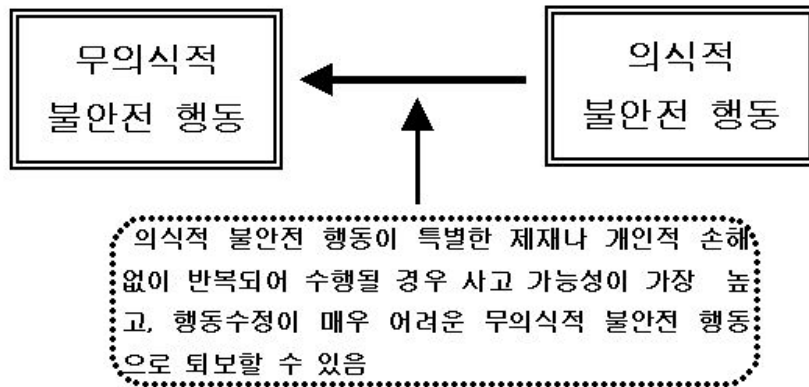 무의식적
불안전 행동
의식적
불안전 행동
의식적 불안전 행동이 특별한 제재나 개인적 손해
없이 반복되어 수행될 경우 사고 가능성이 가장 높
고, 행동수정이 매우 어려운 무의식적 불안전 행동
으로 퇴보할 수 있음